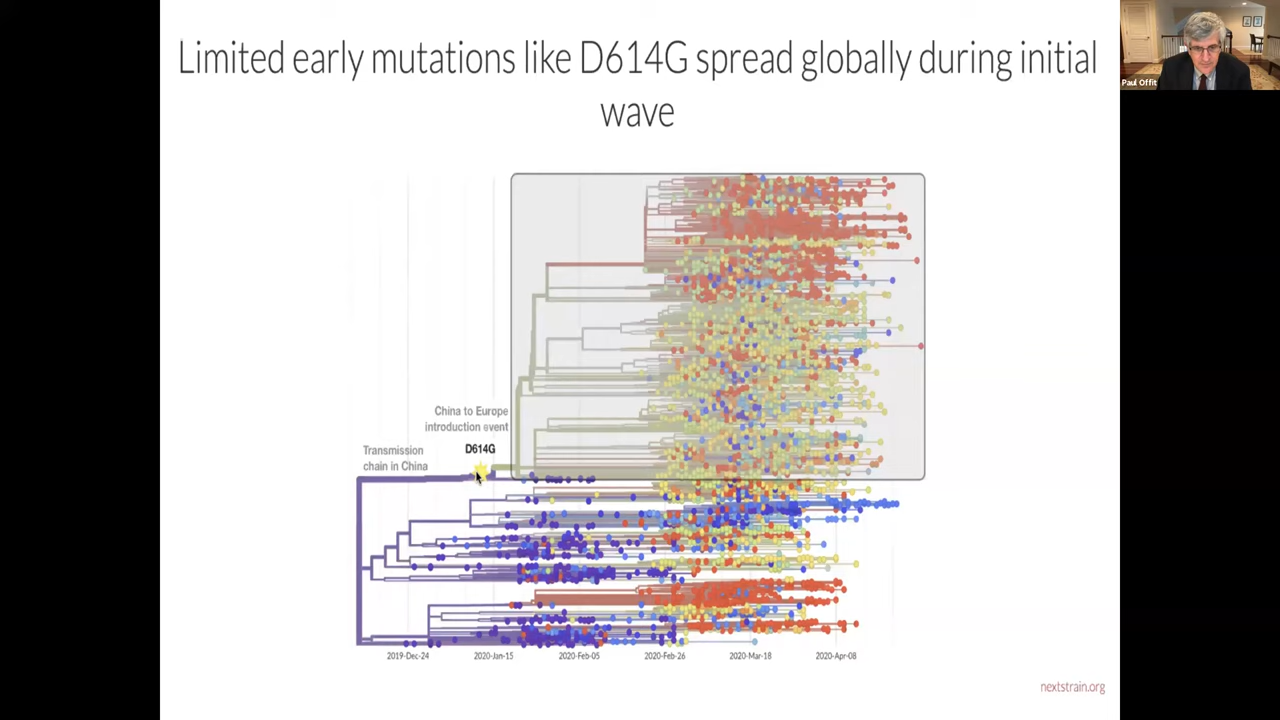 Limited early mutations like D614G spread globally during initial
wave
Paul Offit
China to Europe
introduction event
D614G
Transmission
chain in China
2019-Dec-24
2020-Jan-15
2020-Feb-05
2020-Feb-26
2020-Mar-18
2020-Apr-08
nextstrain.org